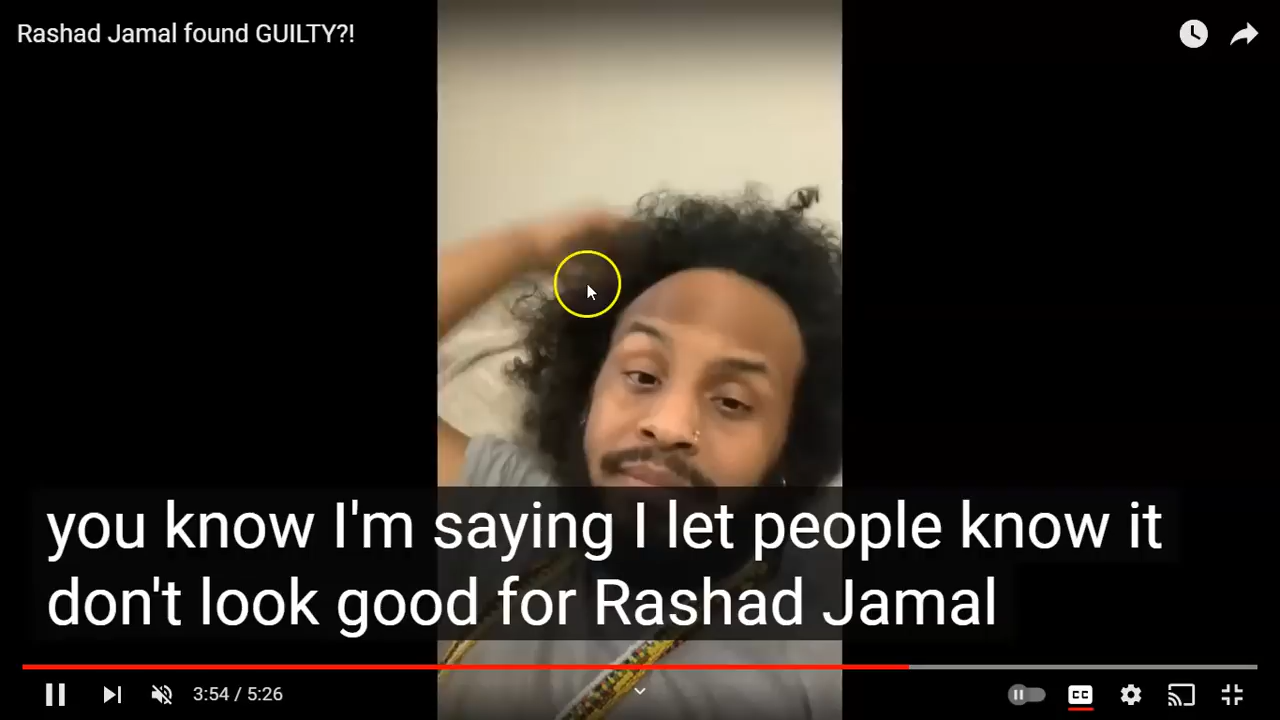 Rashad Jamal found GUILTY?!
you know I'm saying I let people know it
don't look good for Rashad Jamal
3:54 / 5:26
CC